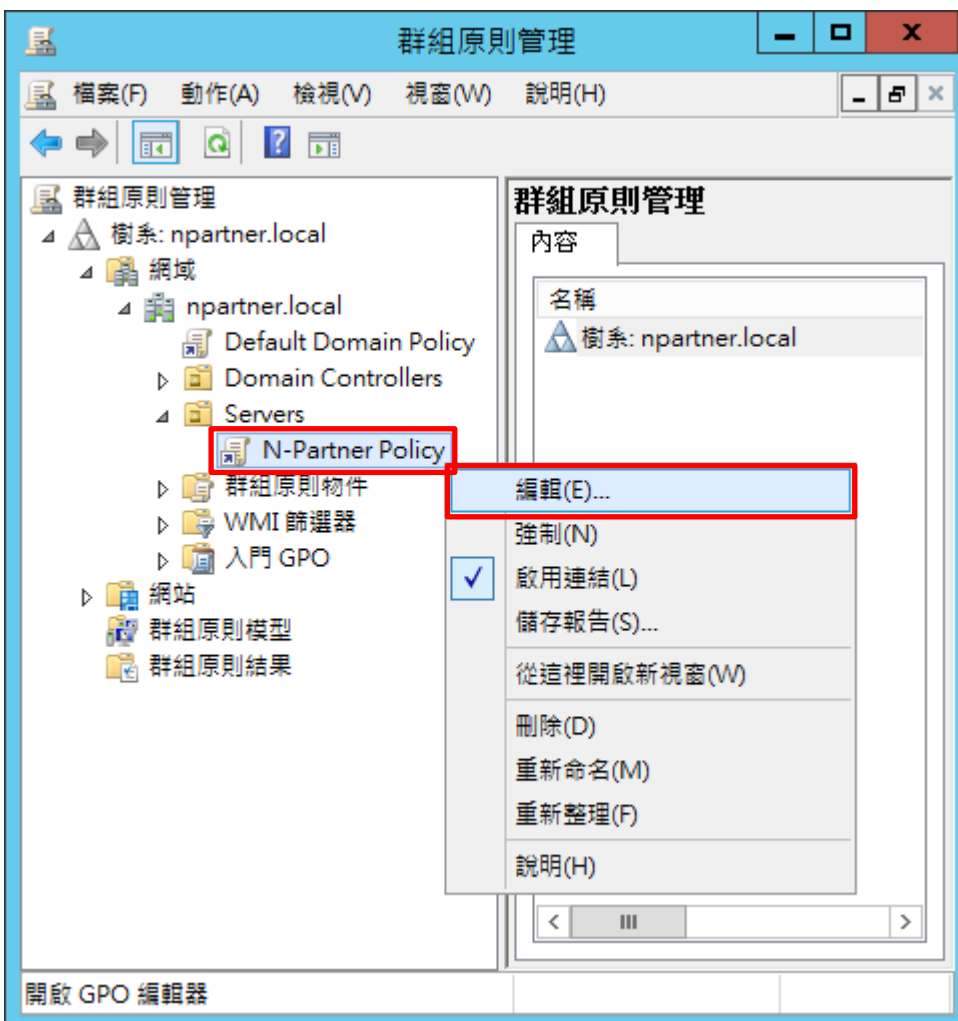 群組原則管理
檔案(F) 動作(A) 檢視(V) 視窗(W) 說明(H)
群組原則管理
樹系: npartner.local
網域
npartner.local
Default Domain Policy
Domain Controllers
Servers
N-Partner Policy
群組原則物件
WMI 篩選器
入門 GPO
網站
群組原則模型
群組原則結果
群組原則管理
內容
名稱
樹系: npartner.local
編輯(E)...
強制(N)
啟用連結(L)
儲存報告(S)...
從這裡開啟新視窗(W)
刪除(D)
重新命名(M)
重新整理(F)
說明(H)
開啟 GPO 編輯器